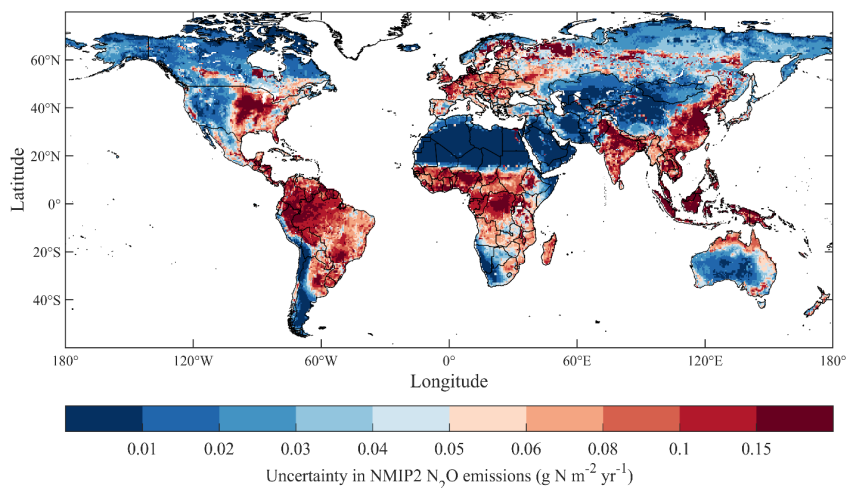 60°N
40°N
20°N
0°
20°S
40°S
Latitude
180°
120°W
60°W
0°
60°E
120°E
180°
Longitude
0.01 0.02 0.03 0.04 0.05 0.06 0.08 0.1 0.15
Uncertainty in NMIP2 N₂O emissions (g N m⁻² yr⁻¹)